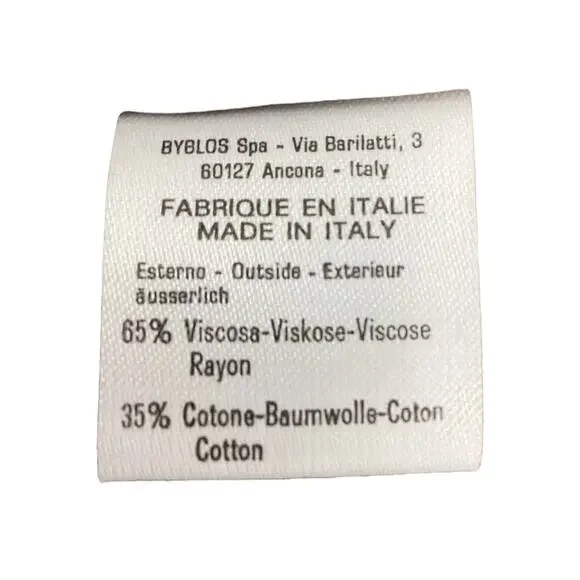 BYBLOS Spa - Via Barilatti, 3
60127 Ancona - Italy
FABRIQUE EN ITALIE
MADE IN ITALY
Esterno - Outside - Exterieur
äusserlich
65% Viscosa-Viskose-Viscose
Rayon
35% Cotone-Baumwolle-Coton
Cotton